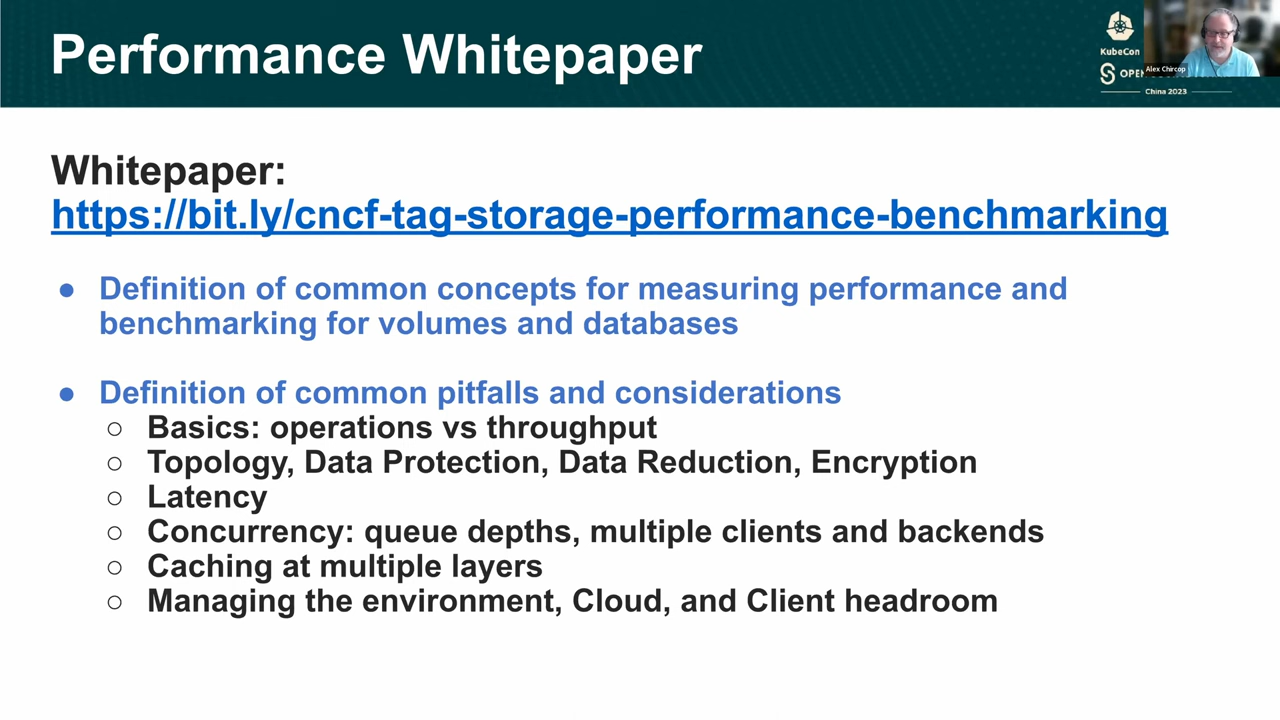 Performance Whitepaper
KubeCon
OPE
China 2023
Alex Chircop
Whitepaper:
https://bit.ly/cncf-tag-storage-performance-benchmarking
● Definition of common concepts for measuring performance and
benchmarking for volumes and databases
● Definition of common pitfalls and considerations
○ Basics: operations vs throughput
○ Topology, Data Protection, Data Reduction, Encryption
○ Latency
○ Concurrency: queue depths, multiple clients and backends
○ Caching at multiple layers
○ Managing the environment, Cloud, and Client headroom